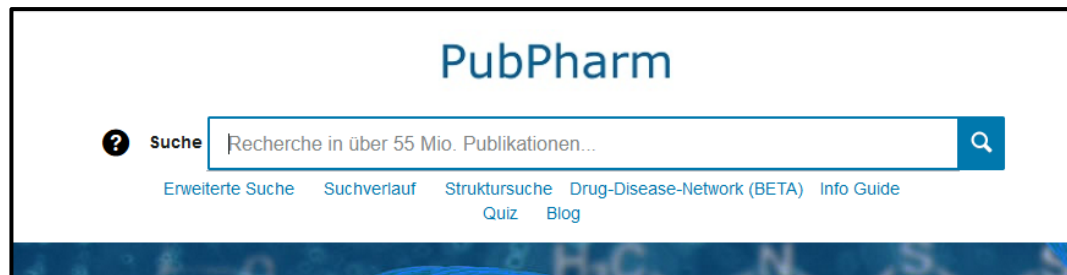 PubPharm
? Suche Recherche in über 55 Mio. Publikationen...
Erweiterte Suche Suchverlauf Struktursuche Drug-Disease-Network (BETA) Info Guide
Quiz Blog
H₃C N S